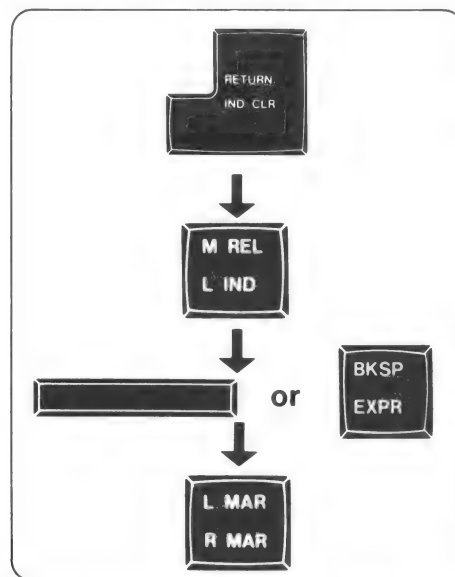 RETURN
IND CLR
M REL
L IND
or
BKSP
EXPR
L MAR
R MAR